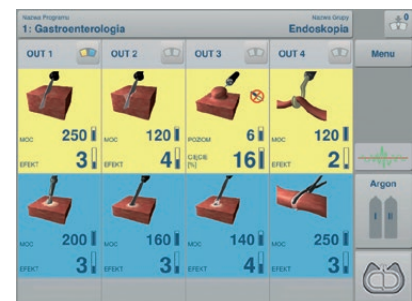 Nazwa Programu
Nazwa Grupy
1: Gastroenterologia
Endoskopia
0
OUT 1
OUT 2
OUT 3
OUT 4
Menu
MOC 250
MOC 120
POZIOM 6
MOC 120
EFEKT 3
EFEKT 4
CIĘCIE [%] 16
EFEKT 2
Argon
I II
MOC 200
MOC 160
MOC 140
MOC 250
EFEKT 3
EFEKT 3
EFEKT 4
EFEKT 3